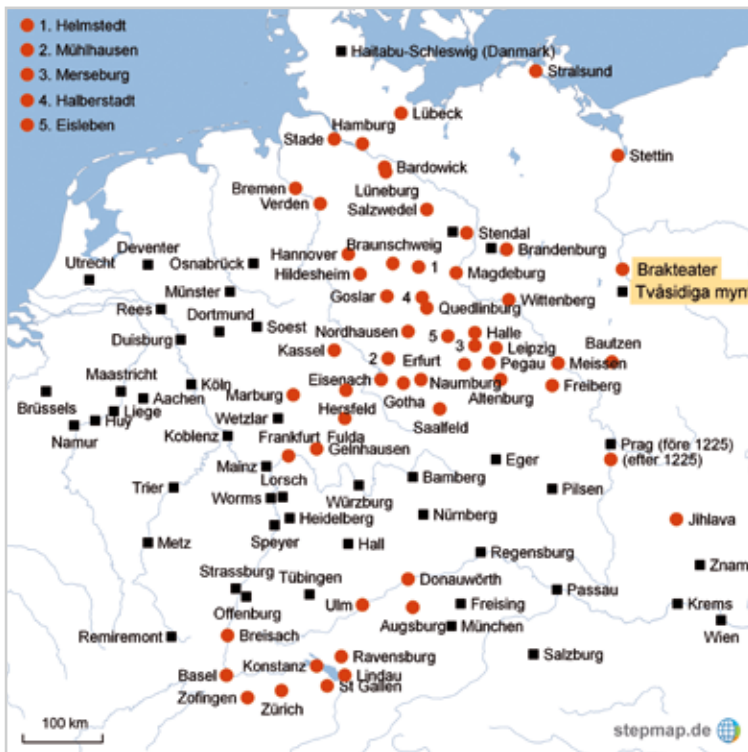 1. Helmstedt
2. Mühlhausen
3. Merseburg
4. Halberstadt
5. Eisleben
Haitabu-Schleswig (Danmark)
Stralsund
Lübeck
Hamburg
Stade
Stettin
Bardowick
Lüneburg
Bremen
Verden
Salzwedel
Stendal
Brandenburg
Hannover
Braunschweig
1
Deventer
Osnabrück
Utrecht
Hildesheim
Magdeburg
Brakteater
Münster
Goslar
4
Wittenberg
Tvåsidiga myn
Quedlinburg
Rees
Dortmund
Soest
Nordhausen
5
Halle
Duisburg
3
Leipzig
Bautzen
Kassel
2
Erfurt
Pegau
Meissen
Maastricht
Köln
Eisenach
Naumburg
Freiberg
Aachen
Marburg
Gotha
Altenburg
Brüssels
Liege
Huy
Hersfeld
Saalfeld
Namur
Wetzlar
Koblenz
Frankfurt
Fulda
Prag (före 1225)
Gelnhausen
(efter 1225)
Eger
Mainz
Lorsch
Bamberg
Trier
Würzburg
Pilsen
Worms
Heidelberg
Nürnberg
Jihlava
Speyer
Metz
Hall
Regensburg
Znam
Strassburg
Tübingen
Donauwörth
Passau
Offenburg
Ulm
Freising
Krems
Augsburg
München
Wien
Remiremont
Breisach
Ravensburg
Salzburg
Konstanz
Basel
Lindau
St Gallen
Zofingen
Zürich
100 km
stepmap.de